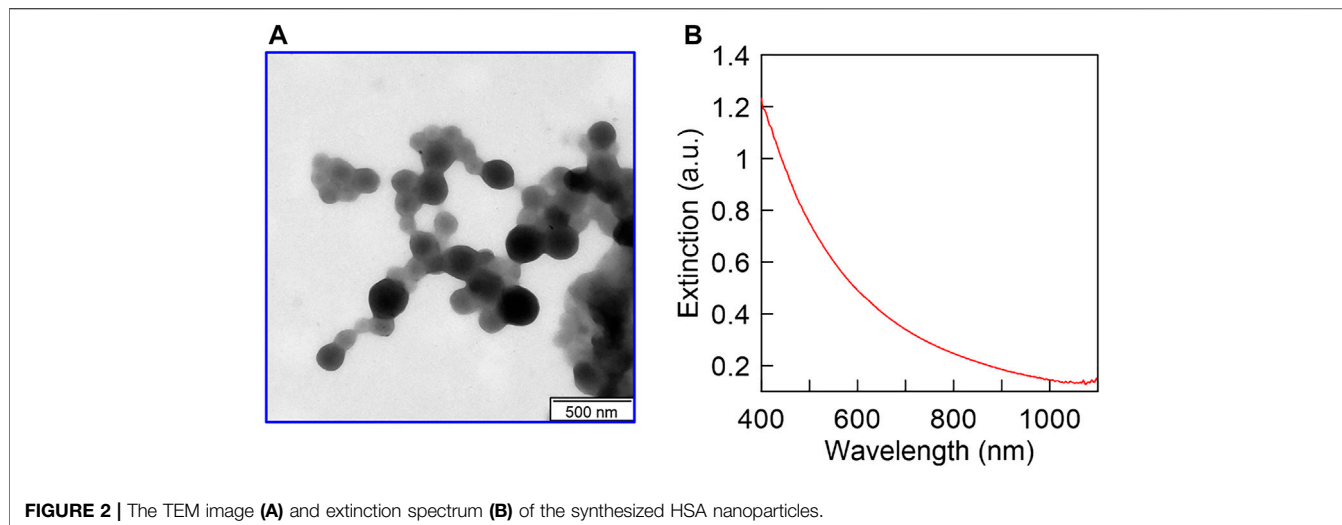 A
B
500 nm
Extinction (a.u.)
1.4
1.2
1
0.8
0.6
0.4
0.2
400 600 800 1000
Wavelength (nm)
FIGURE 2 | The TEM image (A) and extinction spectrum (B) of the synthesized HSA nanoparticles.